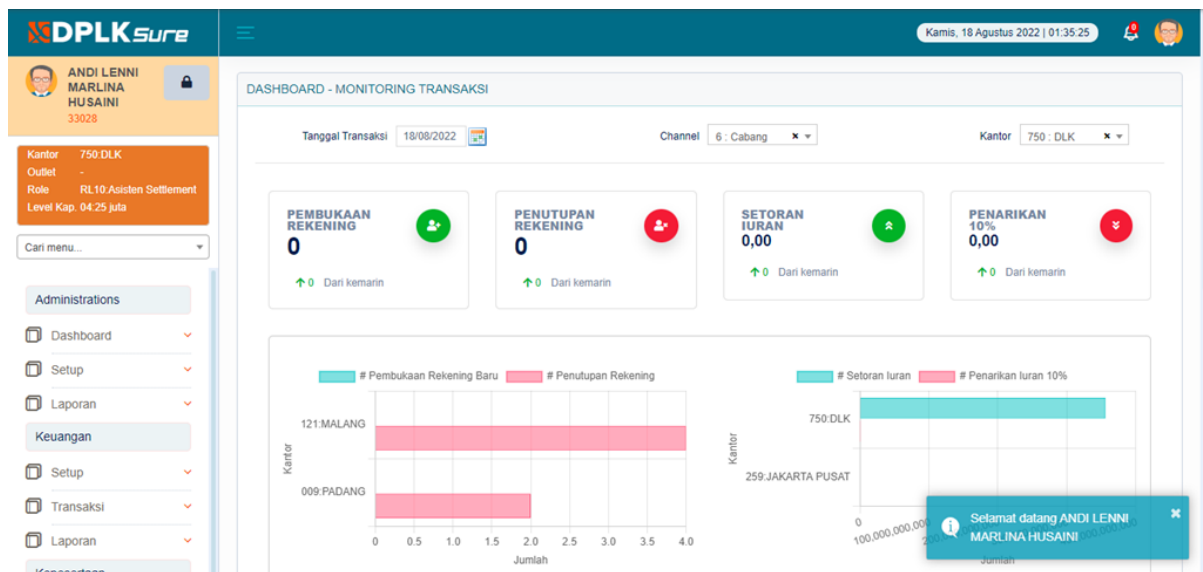 DPLKSure
Kamis, 18 Agustus 2022 | 01:35:25
ANDI LENNI
MARLINA
HUSAINI
33028
Kantor 750:DLK
Outlet -
Role RL10:Asisten Settlement
Level Kap. 04:25 juta
Cari menu...
Administrations
Dashboard
Setup
Laporan
Keuangan
Setup
Transaksi
Laporan
DASHBOARD - MONITORING TRANSAKSI
Tanggal Transaksi 18/08/2022 Channel 6 : Cabang × Kantor 750 : DLK ×
PEMBUKAAN
REKENING
0
0 Dari kemarin
PENUTUPAN
REKENING
0
0 Dari kemarin
SETORAN
IURAN
0,00
0 Dari kemarin
PENARIKAN
10%
0,00
0 Dari kemarin
# Pembukaan Rekening Baru # Penutupan Rekening
Kantor
121:MALANG
009:PADANG
0 0.5 1.0 1.5 2.0 2.5 3.0 3.5 4.0
Jumlah
# Setoran Iuran # Penarikan Iuran 10%
Kantor
750:DLK
259:JAKARTA PUSAT
0
100,000,000,000
Jumlah
Selamat datang ANDI LENNI
MARLINA HUSAINI
×